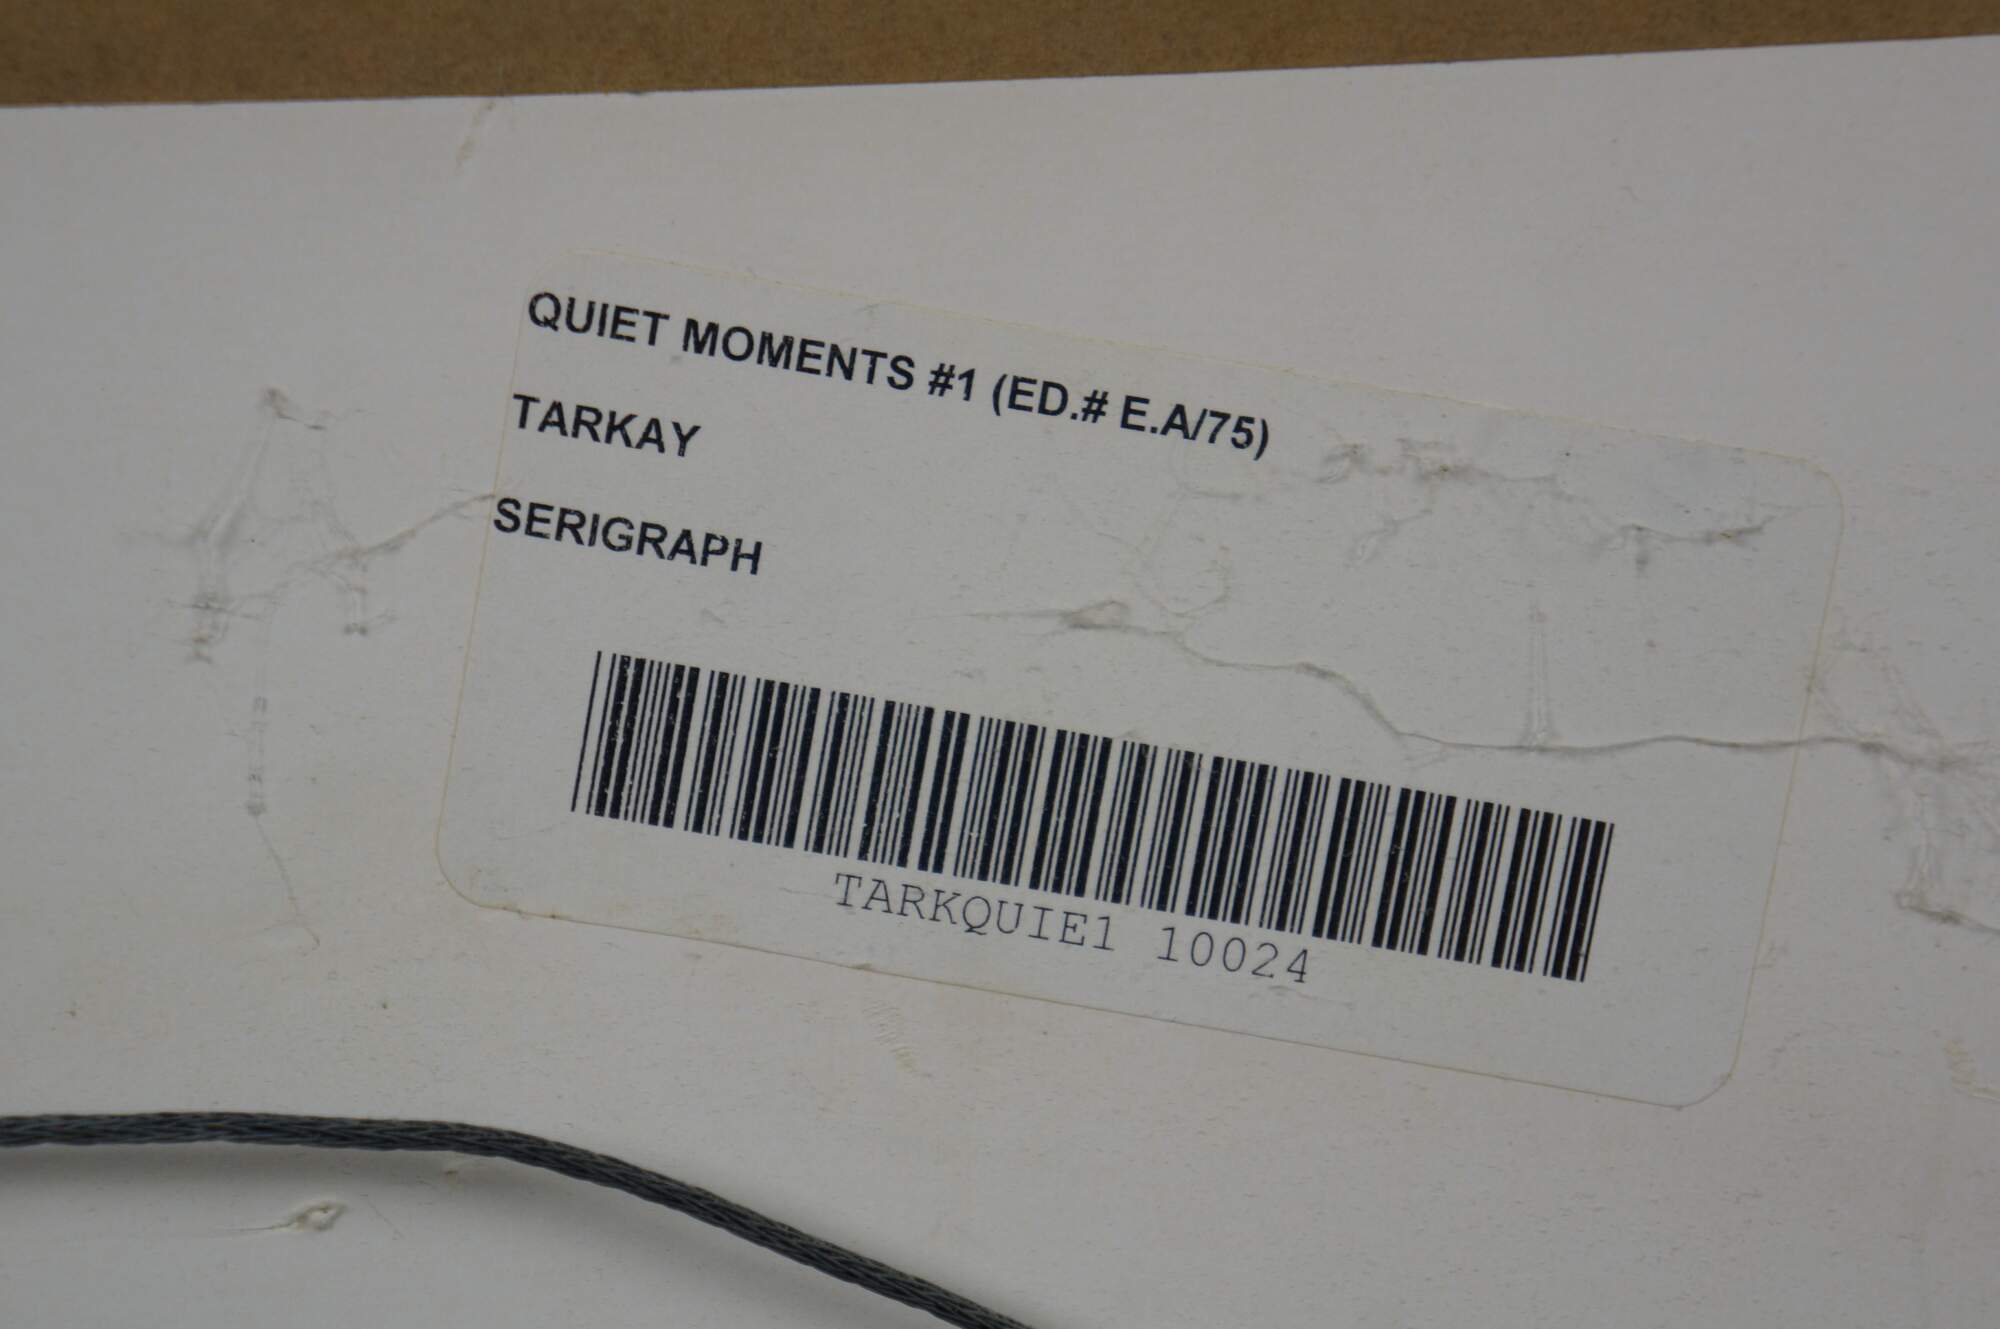 QUIET MOMENTS #1 (ED.# E.A/75)
TARKAY
SERIGRAPH
TARKQUIE1 10024